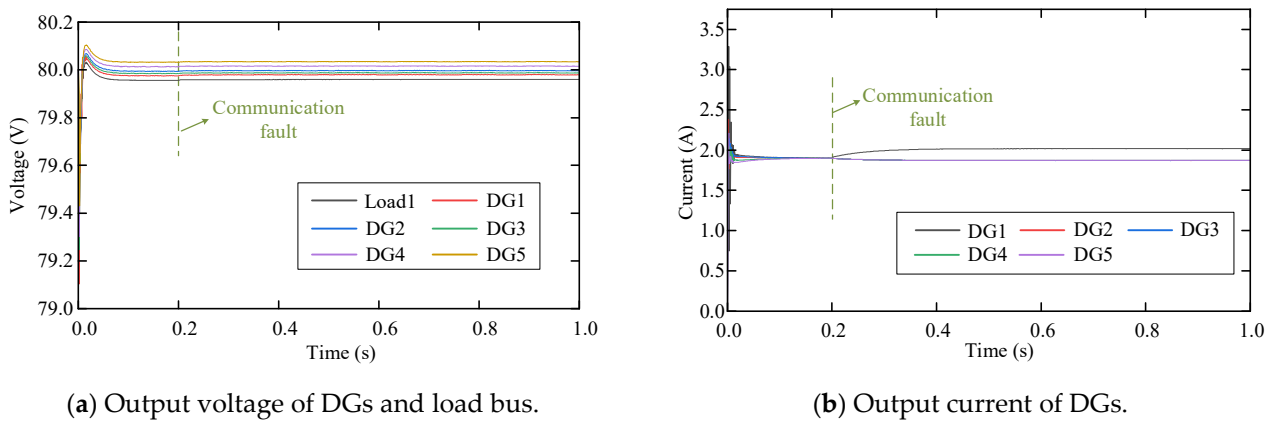 80.2
80.0
79.8
79.6
79.4
79.2
79.0
Voltage (V)
Communication
fault
Load1 DG1
DG2 DG3
DG4 DG5
0.0 0.2 0.4 0.6 0.8 1.0
Time (s)
(a) Output voltage of DGs and load bus.
3.5
3.0
2.5
2.0
1.5
1.0
0.5
0.0
Current (A)
Communication
fault
DG1 DG2 DG3
DG4 DG5
0.0 0.2 0.4 0.6 0.8 1.0
Time (s)
(b) Output current of DGs.